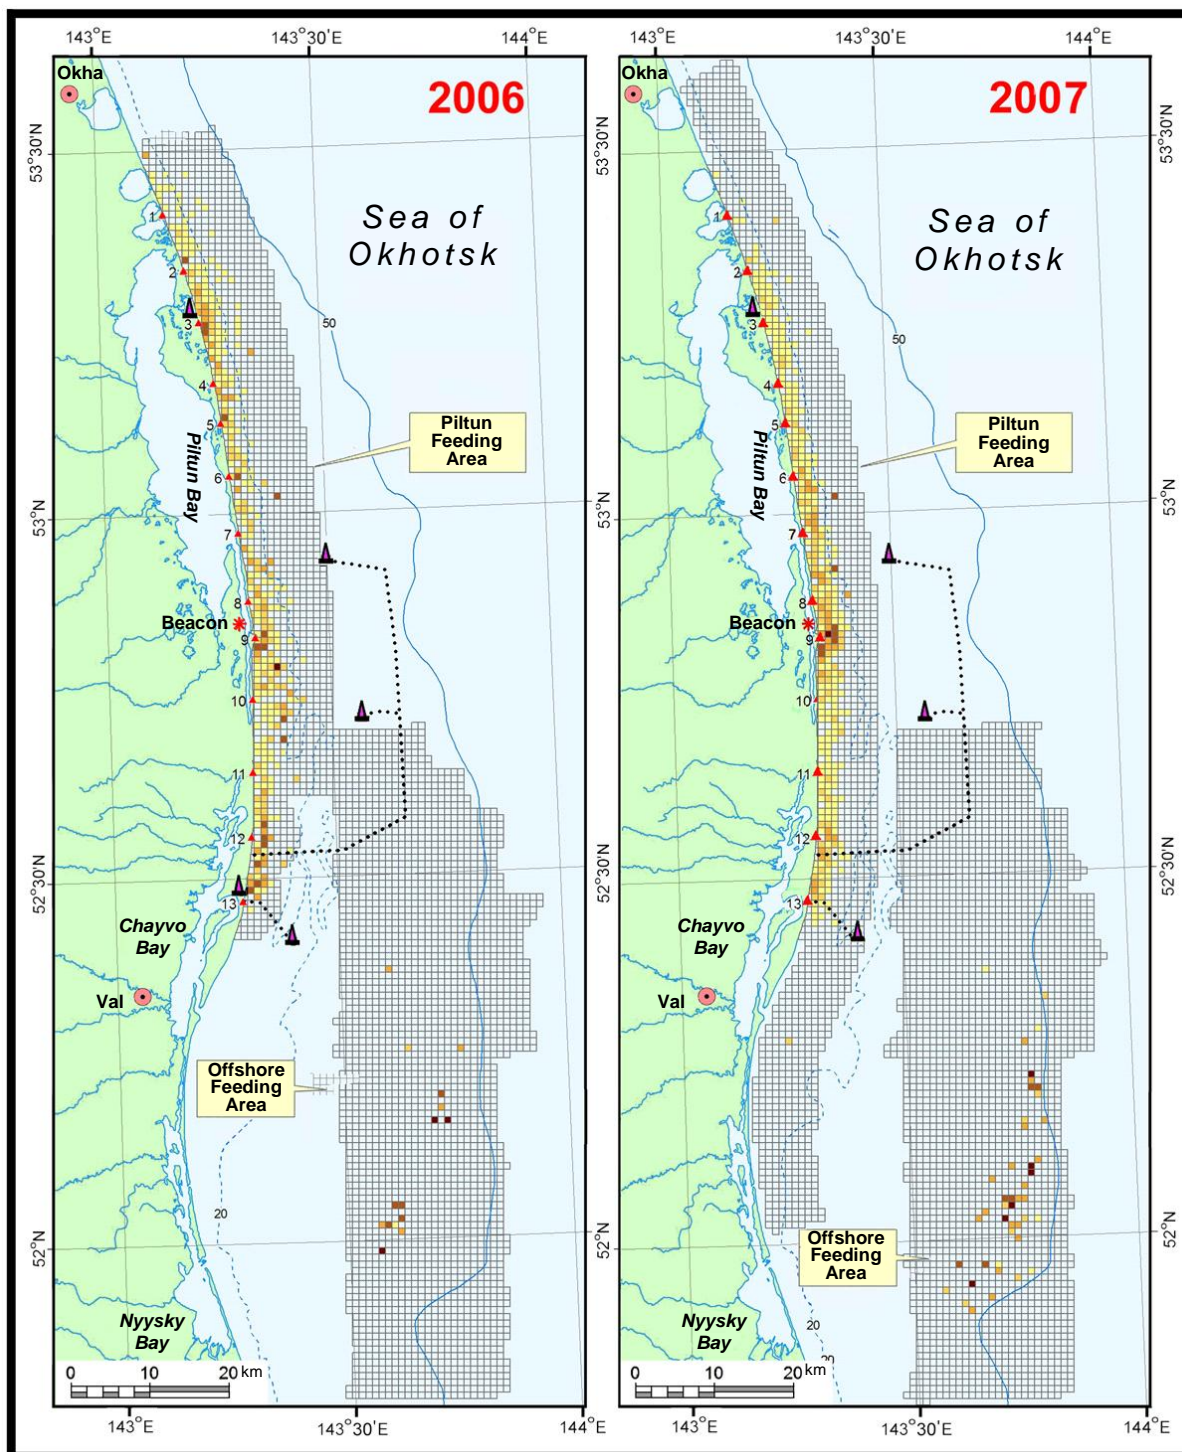 143°E 143°30'E 144°E
Okha
2006
53°30'N
Sea of
Okhotsk
1
2
3
50
4
5
Piltun
Feeding
Area
Piltun Bay
6
53°N
7
8
Beacon
9
10
11
12
52°30'N
13
Chayvo
Bay
Val
Offshore
Feeding
Area
20
52°N
Nyysky
Bay
0 10 20 km
143°E 143°30'E 144°E
143°E 143°30'E 144°E
Okha
2007
53°30'N
53°30'N
Sea of
Okhotsk
1
2
3
50
4
5
Piltun
Feeding
Area
Piltun Bay
6
53°N
53°N
7
8
Beacon
9
10
11
12
52°30'N
52°30'N
13
Chayvo
Bay
Val
Offshore
Feeding
Area
52°N
52°N
Nyysky
Bay
20
20
0 10 20 km
143°E 143°30'E 144°E